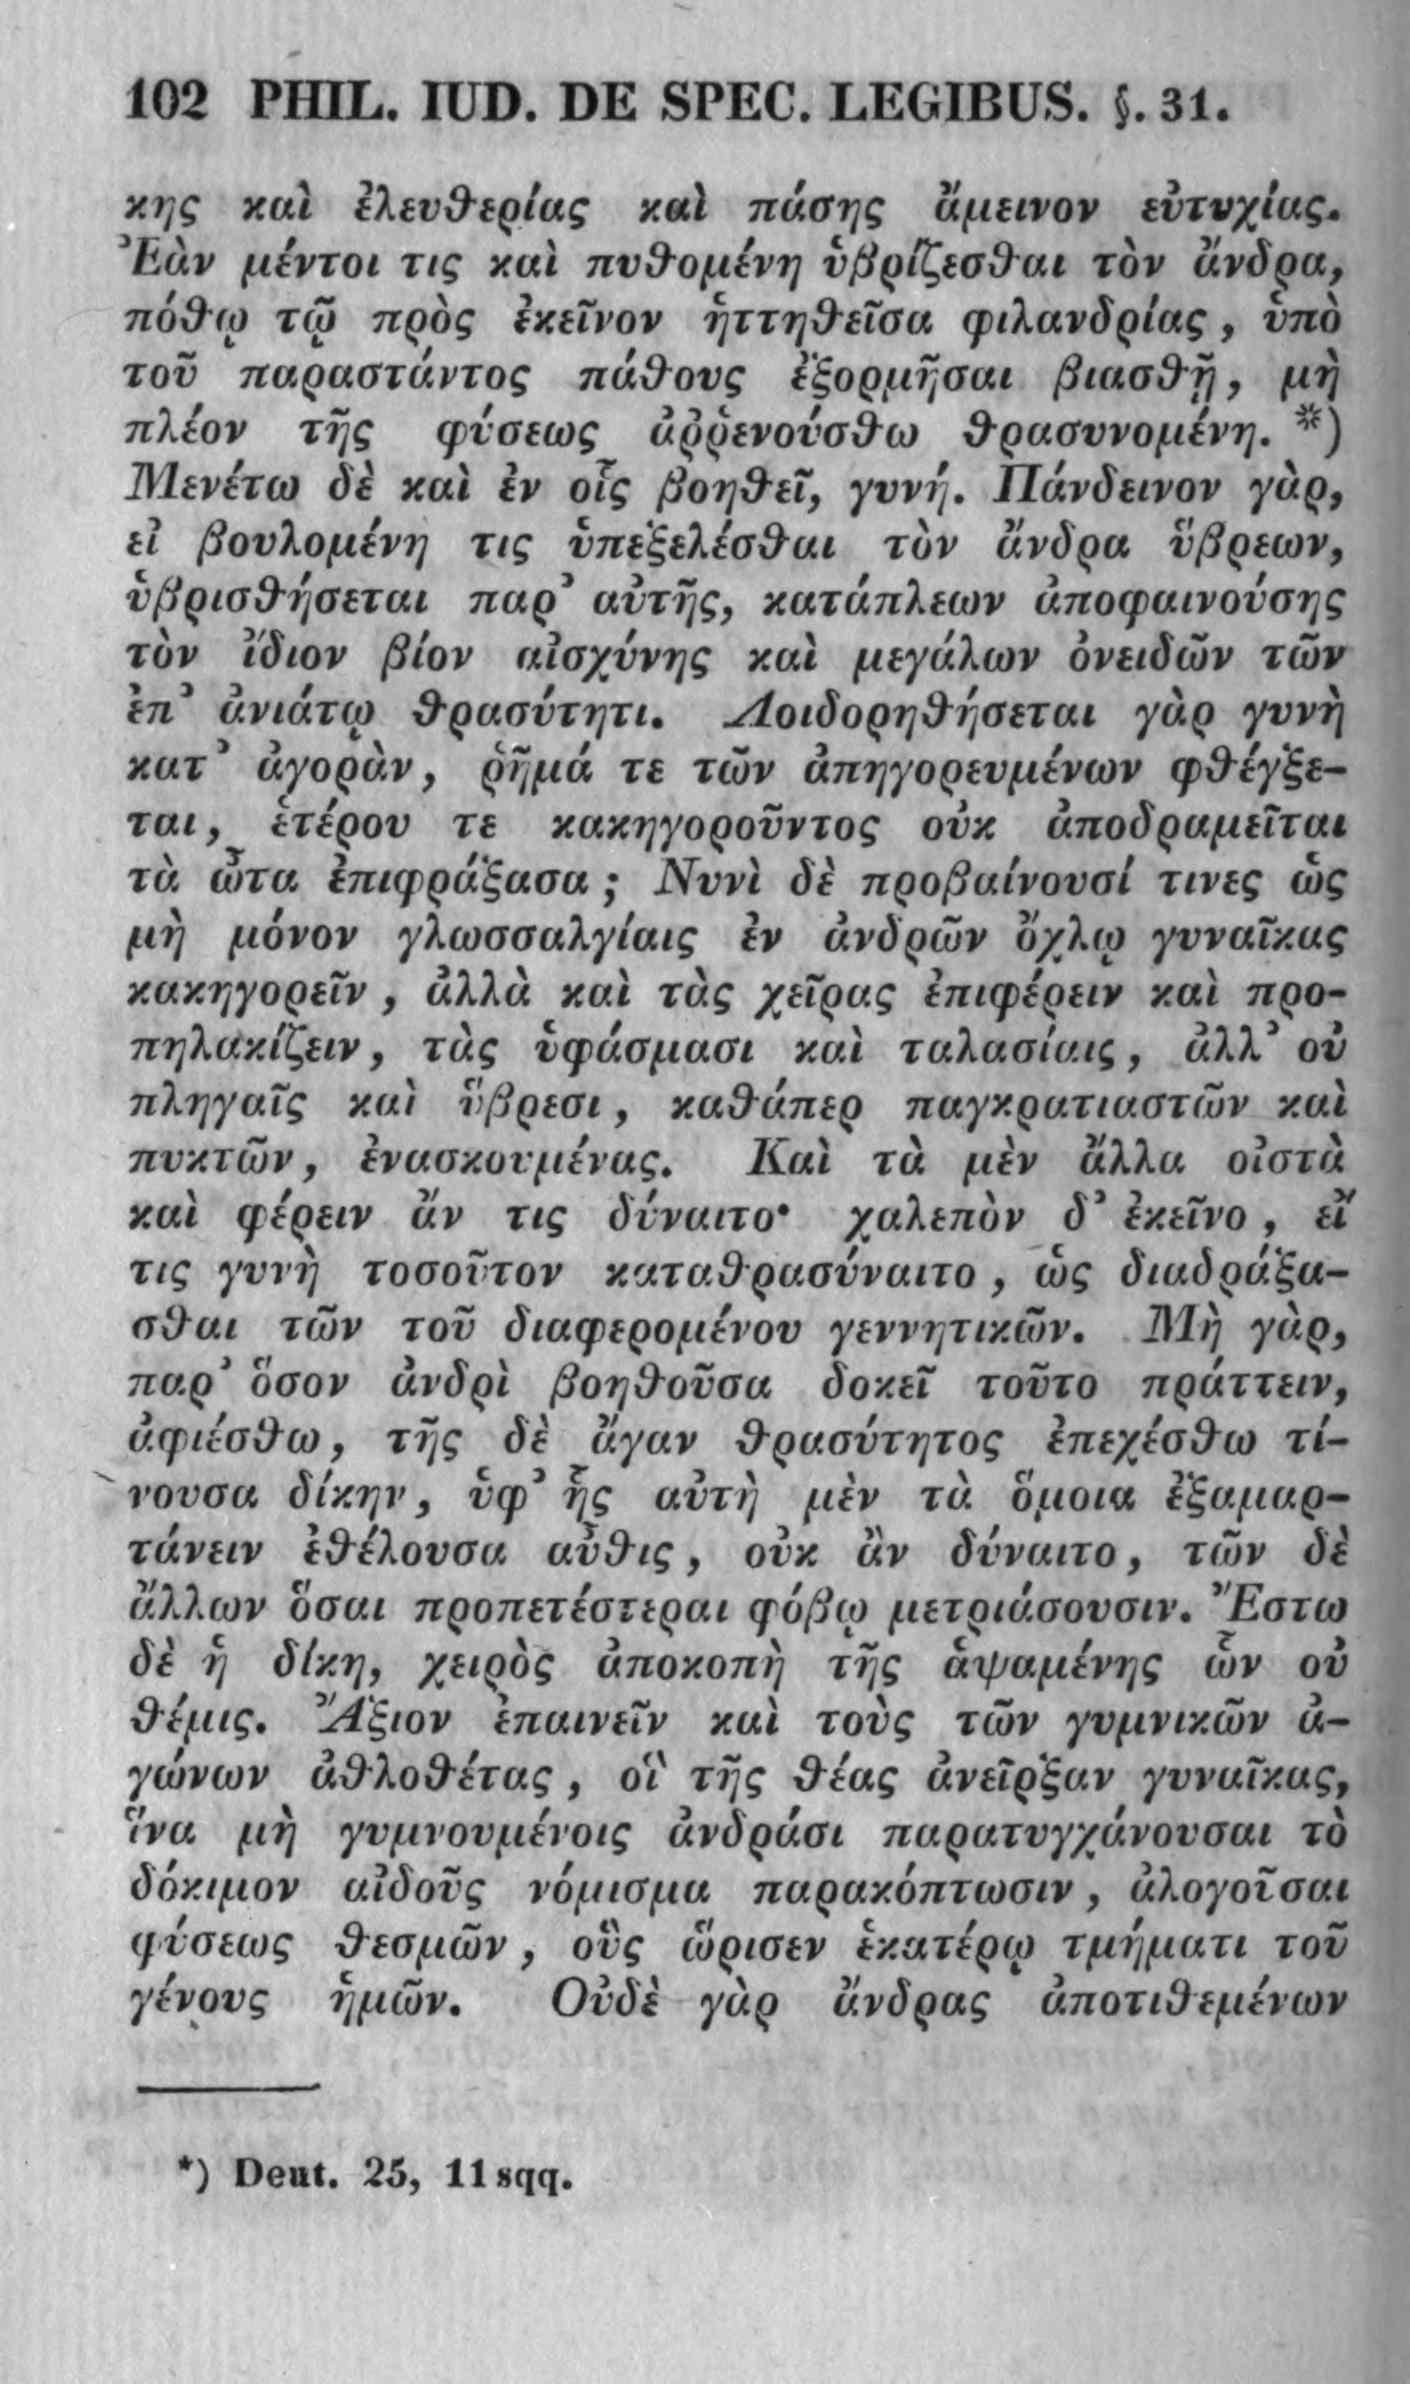 102 PHIL. IUD. DE SPEC. LEGIBUS. §. 31.
κης καὶ ἐλευθερίας καὶ πάσης ἄμεινον εὐτυχίας.
Ἐὰν μέντοι τις καὶ πυθομένη ὑβρίζεσθαι τὸν ἄνδρα,
πόθῳ τῷ πρὸς ἐκεῖνον ἡττηθεῖσα φιλανδρίας, ὑπὸ
τοῦ παραστάντος πάθους ἐξορμῆσαι βιασθῇ, μὴ
πλέον τῆς φύσεως ἀῤῥενούσθω θρασυνομένη. *)
Μενέτω δὲ καὶ ἐν οἷς βοηθεῖ, γυνή. Πάνδεινον γὰρ,
εἰ βουλομένη τις ὑπεξελέσθαι τὸν ἄνδρα ὕβρεων,
ὑβρισθήσεται παρ᾽ αὐτῆς, κατάπλεων ἀποφαινούσης
τὸν ἴδιον βίον αἰσχύνης καὶ μεγάλων ὀνειδῶν τῶν
ἐπ᾽ ἀνιάτῳ θρασύτητι. Λοιδορηθήσεται γὰρ γυνὴ
κατ᾽ ἀγορὰν, ῥῆμά τε τῶν ἀπηγορευμένων φθέγξε-
ται, ἑτέρου τε κακηγοροῦντος οὐκ ἀποδραμεῖται
τὰ ὦτα ἐπιφράξασα; Νυνὶ δὲ προβαίνουσί τινες ὡς
μὴ μόνον γλωσσαλγίαις ἐν ἀνδρῶν ὄχλῳ γυναῖκας
κακηγορεῖν, ἀλλὰ καὶ τὰς χεῖρας ἐπιφέρειν καὶ προ-
πηλακίζειν, τὰς ὑφάσμασι καὶ ταλασίαις, ἀλλ᾽ οὐ
πληγαῖς καὶ ὕβρεσι, καθάπερ παγκρατιαστῶν καὶ
πυκτῶν, ἐνασκουμένας. Καὶ τὰ μὲν ἄλλα οἰστὰ
καὶ φέρειν ἄν τις δύναιτο· χαλεπὸν δ᾽ ἐκεῖνο, εἴ
τις γυνὴ τοσοῦτον καταθρασύναιτο, ὡς διαδράξα-
σθαι τῶν τοῦ διαφερομένου γεννητικῶν. Μὴ γὰρ,
παρ᾽ ὅσον ἀνδρὶ βοηθοῦσα δοκεῖ τοῦτο πράττειν,
ἀφιέσθω, τῆς δὲ ἄγαν θρασύτητος ἐπεχέσθω τί-
νουσα δίκην, ὑφ᾽ ἧς αὐτὴ μὲν τὰ ὅμοια ἐξαμαρ-
τάνειν ἐθέλουσα αὖθις, οὐκ ἂν δύναιτο, τῶν δὲ
ἄλλων ὅσαι προπετέστεραι φόβῳ μετριάσουσιν. Ἔστω
δὲ ἡ δίκη, χειρὸς ἀποκοπὴ τῆς ἁψαμένης ὧν οὐ
θέμις. Ἄξιον ἐπαινεῖν καὶ τοὺς τῶν γυμνικῶν ἀ-
γώνων ἀθλοθέτας, οἳ τῆς θέας ἀνεῖρξαν γυναῖκας,
ἵνα μὴ γυμνουμένοις ἀνδράσι παρατυγχάνουσαι τὸ
δόκιμον αἰδοῦς νόμισμα παρακόπτωσιν, ἀλογοῦσαι
φύσεως θεσμῶν, οὓς ὥρισεν ἑκατέρῳ τμήματι τοῦ
γένους ἡμῶν. Οὐδὲ γὰρ ἄνδρας ἀποτιθεμένων
*) Deut. 25, 11 sqq.